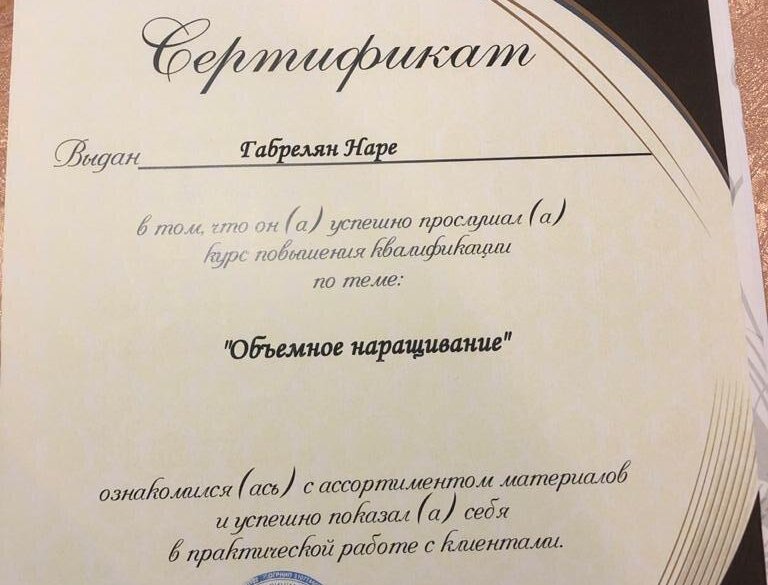 Сертификат
Выдан Габрелян Наре
в том, что он (а) успешно прослушал (а)
курс повышения квалификации
по теме:
"Объемное наращивание"
ознакомился (ась) с ассортиментом материалов
и успешно показал (а) себя
в практической работе с клиентами.